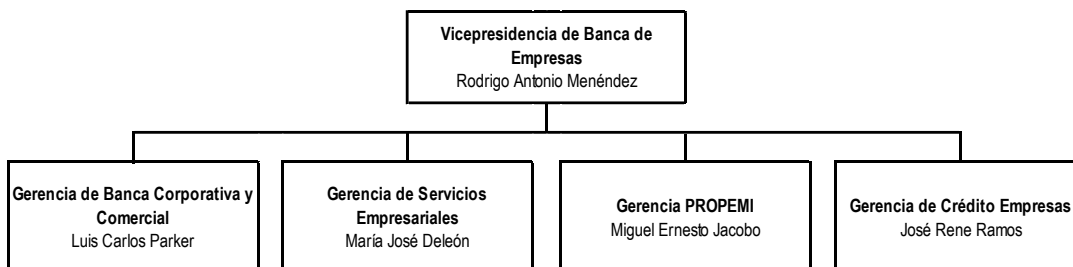 Vicepresidencia de Banca de
Empresas
Rodrigo Antonio Menéndez
Gerencia de Banca Corporativa y
Comercial
Luis Carlos Parker
Gerencia de Servicios
Empresariales
María José Deleón
Gerencia PROPEMI
Miguel Ernesto Jacobo
Gerencia de Crédito Empresas
José Rene Ramos